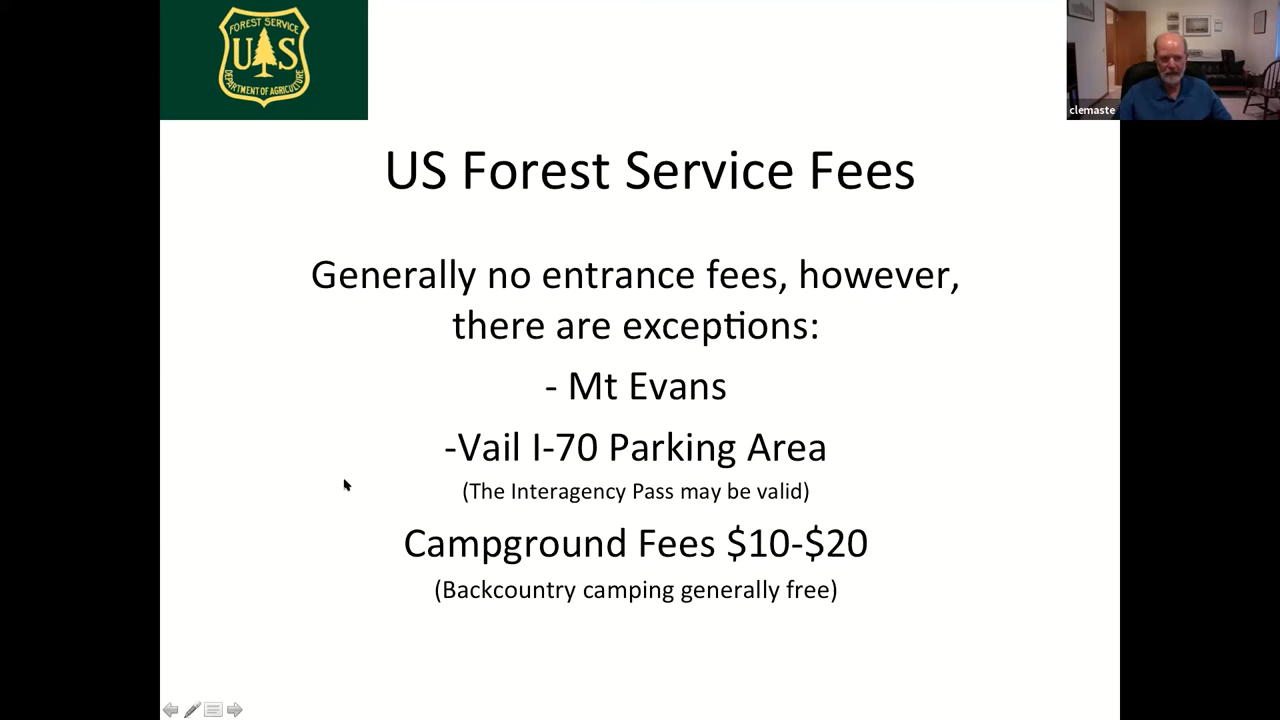 FOREST SERVICE
US
DEPARTMENT OF AGRICULTURE
clemaste
US Forest Service Fees
Generally no entrance fees, however,
there are exceptions:
- Mt Evans
-Vail I-70 Parking Area
(The Interagency Pass may be valid)
Campground Fees $10-$20
(Backcountry camping generally free)